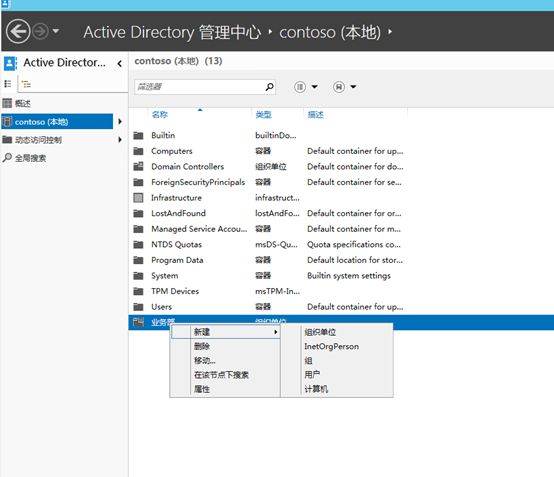 Active Directory 管理中心 · contoso (本地) ·
Active Director... contoso (本地) (13)
筛选器
概述
contoso (本地)
动态访问控制
全局搜索
名称 类型 描述
Builtin builtinDo...
Computers 容器 Default container for up...
Domain Controllers 组织单位 Default container for do...
ForeignSecurityPrincipals 容器 Default container for se...
Infrastructure infrastruct...
LostAndFound lostAndFo... Default container for or...
Managed Service Accou... 容器 Default container for m...
NTDS Quotas msDS-Qu... Quota specifications co...
Program Data 容器 Default location for stor...
System 容器 Builtin system settings
TPM Devices msTPM-In...
Users 容器 Default container for up...
业务部 组织单位
新建
删除
移动...
在该节点下搜索
属性
组织单位
InetOrgPerson
组
用户
计算机